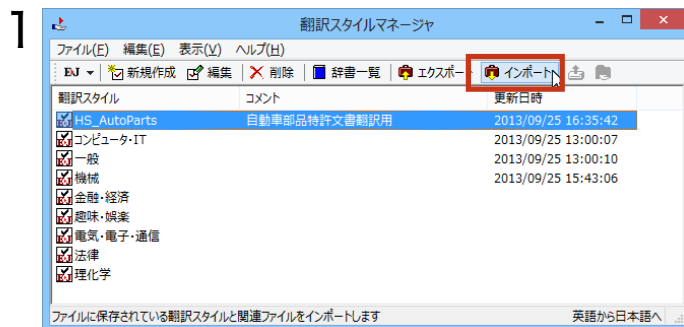 1
翻訳スタイルマネージャ
ファイル(F) 編集(E) 表示(V) ヘルプ(H)
EJ 新規作成 編集 削除 辞書一覧 エクスポート インポート
翻訳スタイル コメント 更新日時
HS_AutoParts 自動車部品特許文書翻訳用 2013/09/25 16:35:42
コンピュータ・IT 2013/09/25 13:00:07
一般 2013/09/25 13:00:10
機械 2013/09/25 15:43:06
金融・経済
趣味・娯楽
電気・電子・通信
法律
理化学
ファイルに保存されている翻訳スタイルと関連ファイルをインポートします 英語から日本語へ